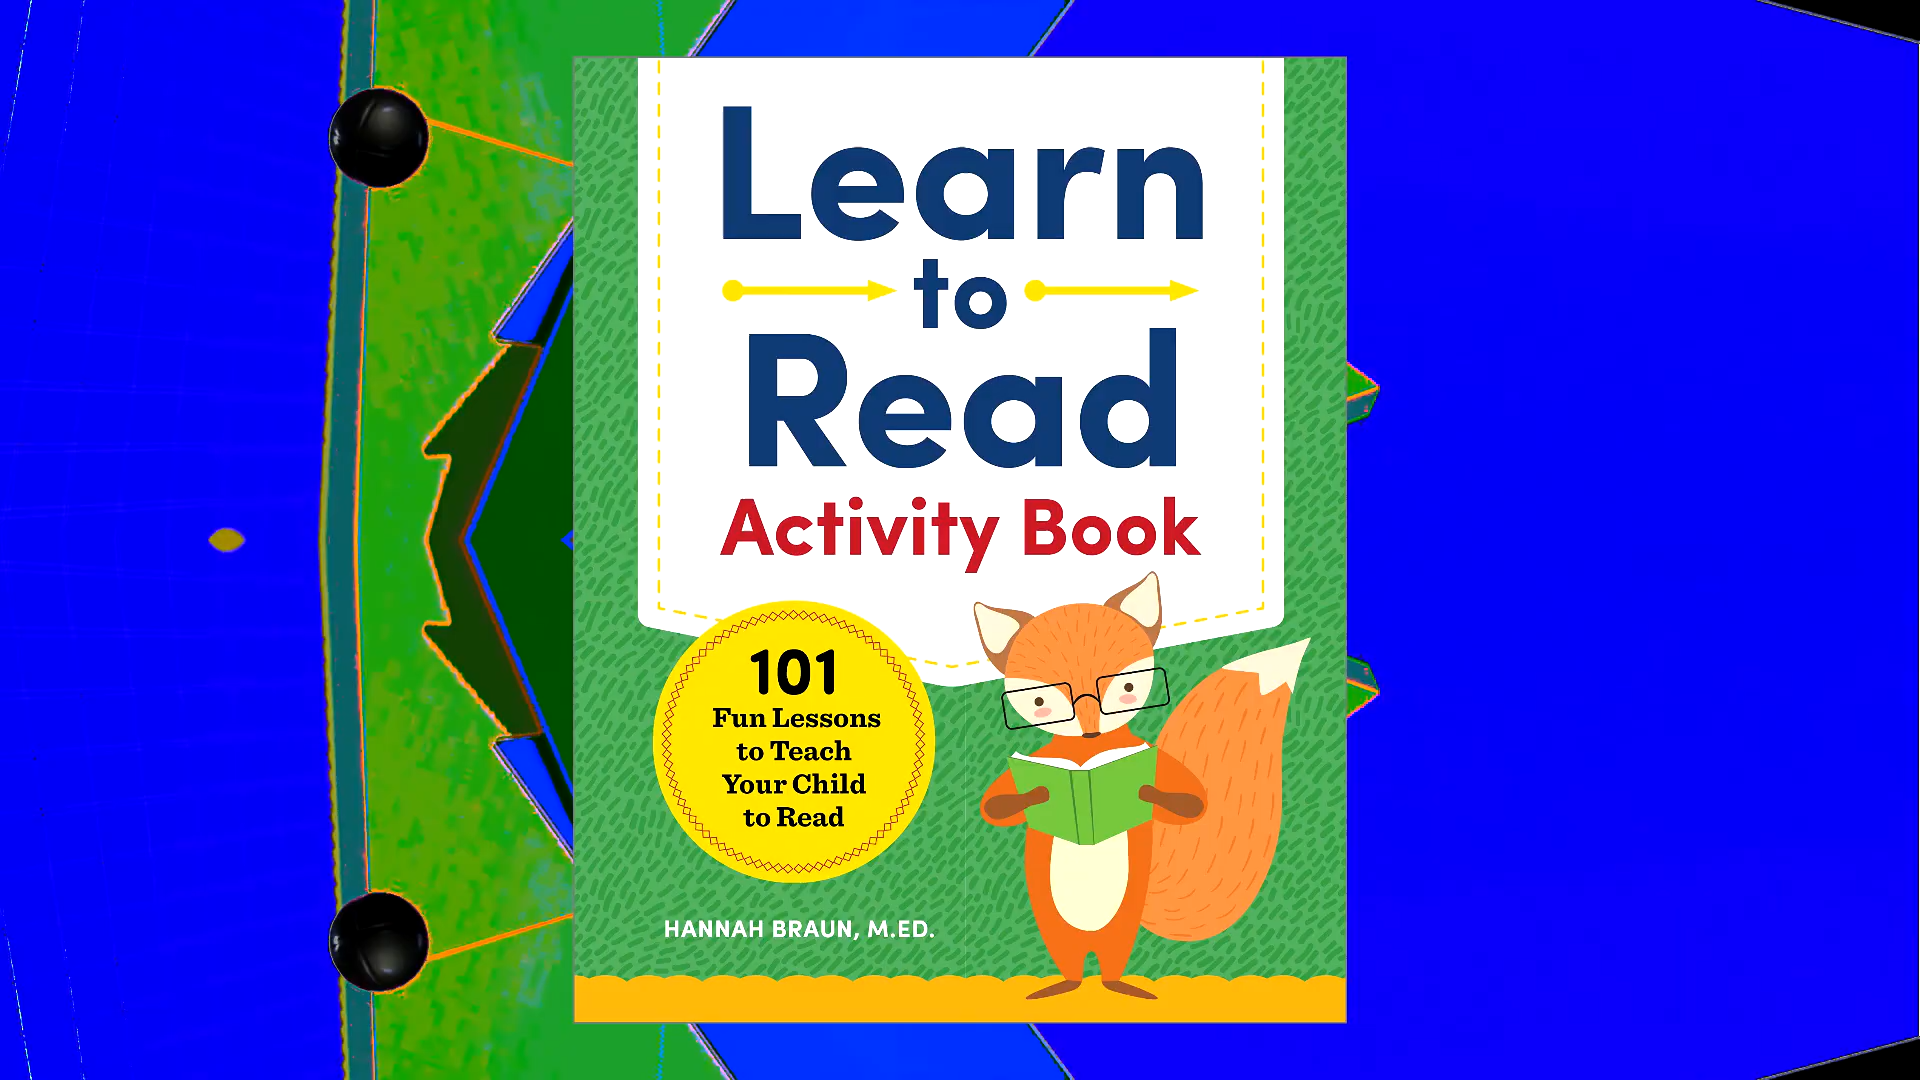 Learn
to
Read
Activity Book
101
Fun Lessons
to Teach
Your Child
to Read
HANNAH BRAUN, M.ED.